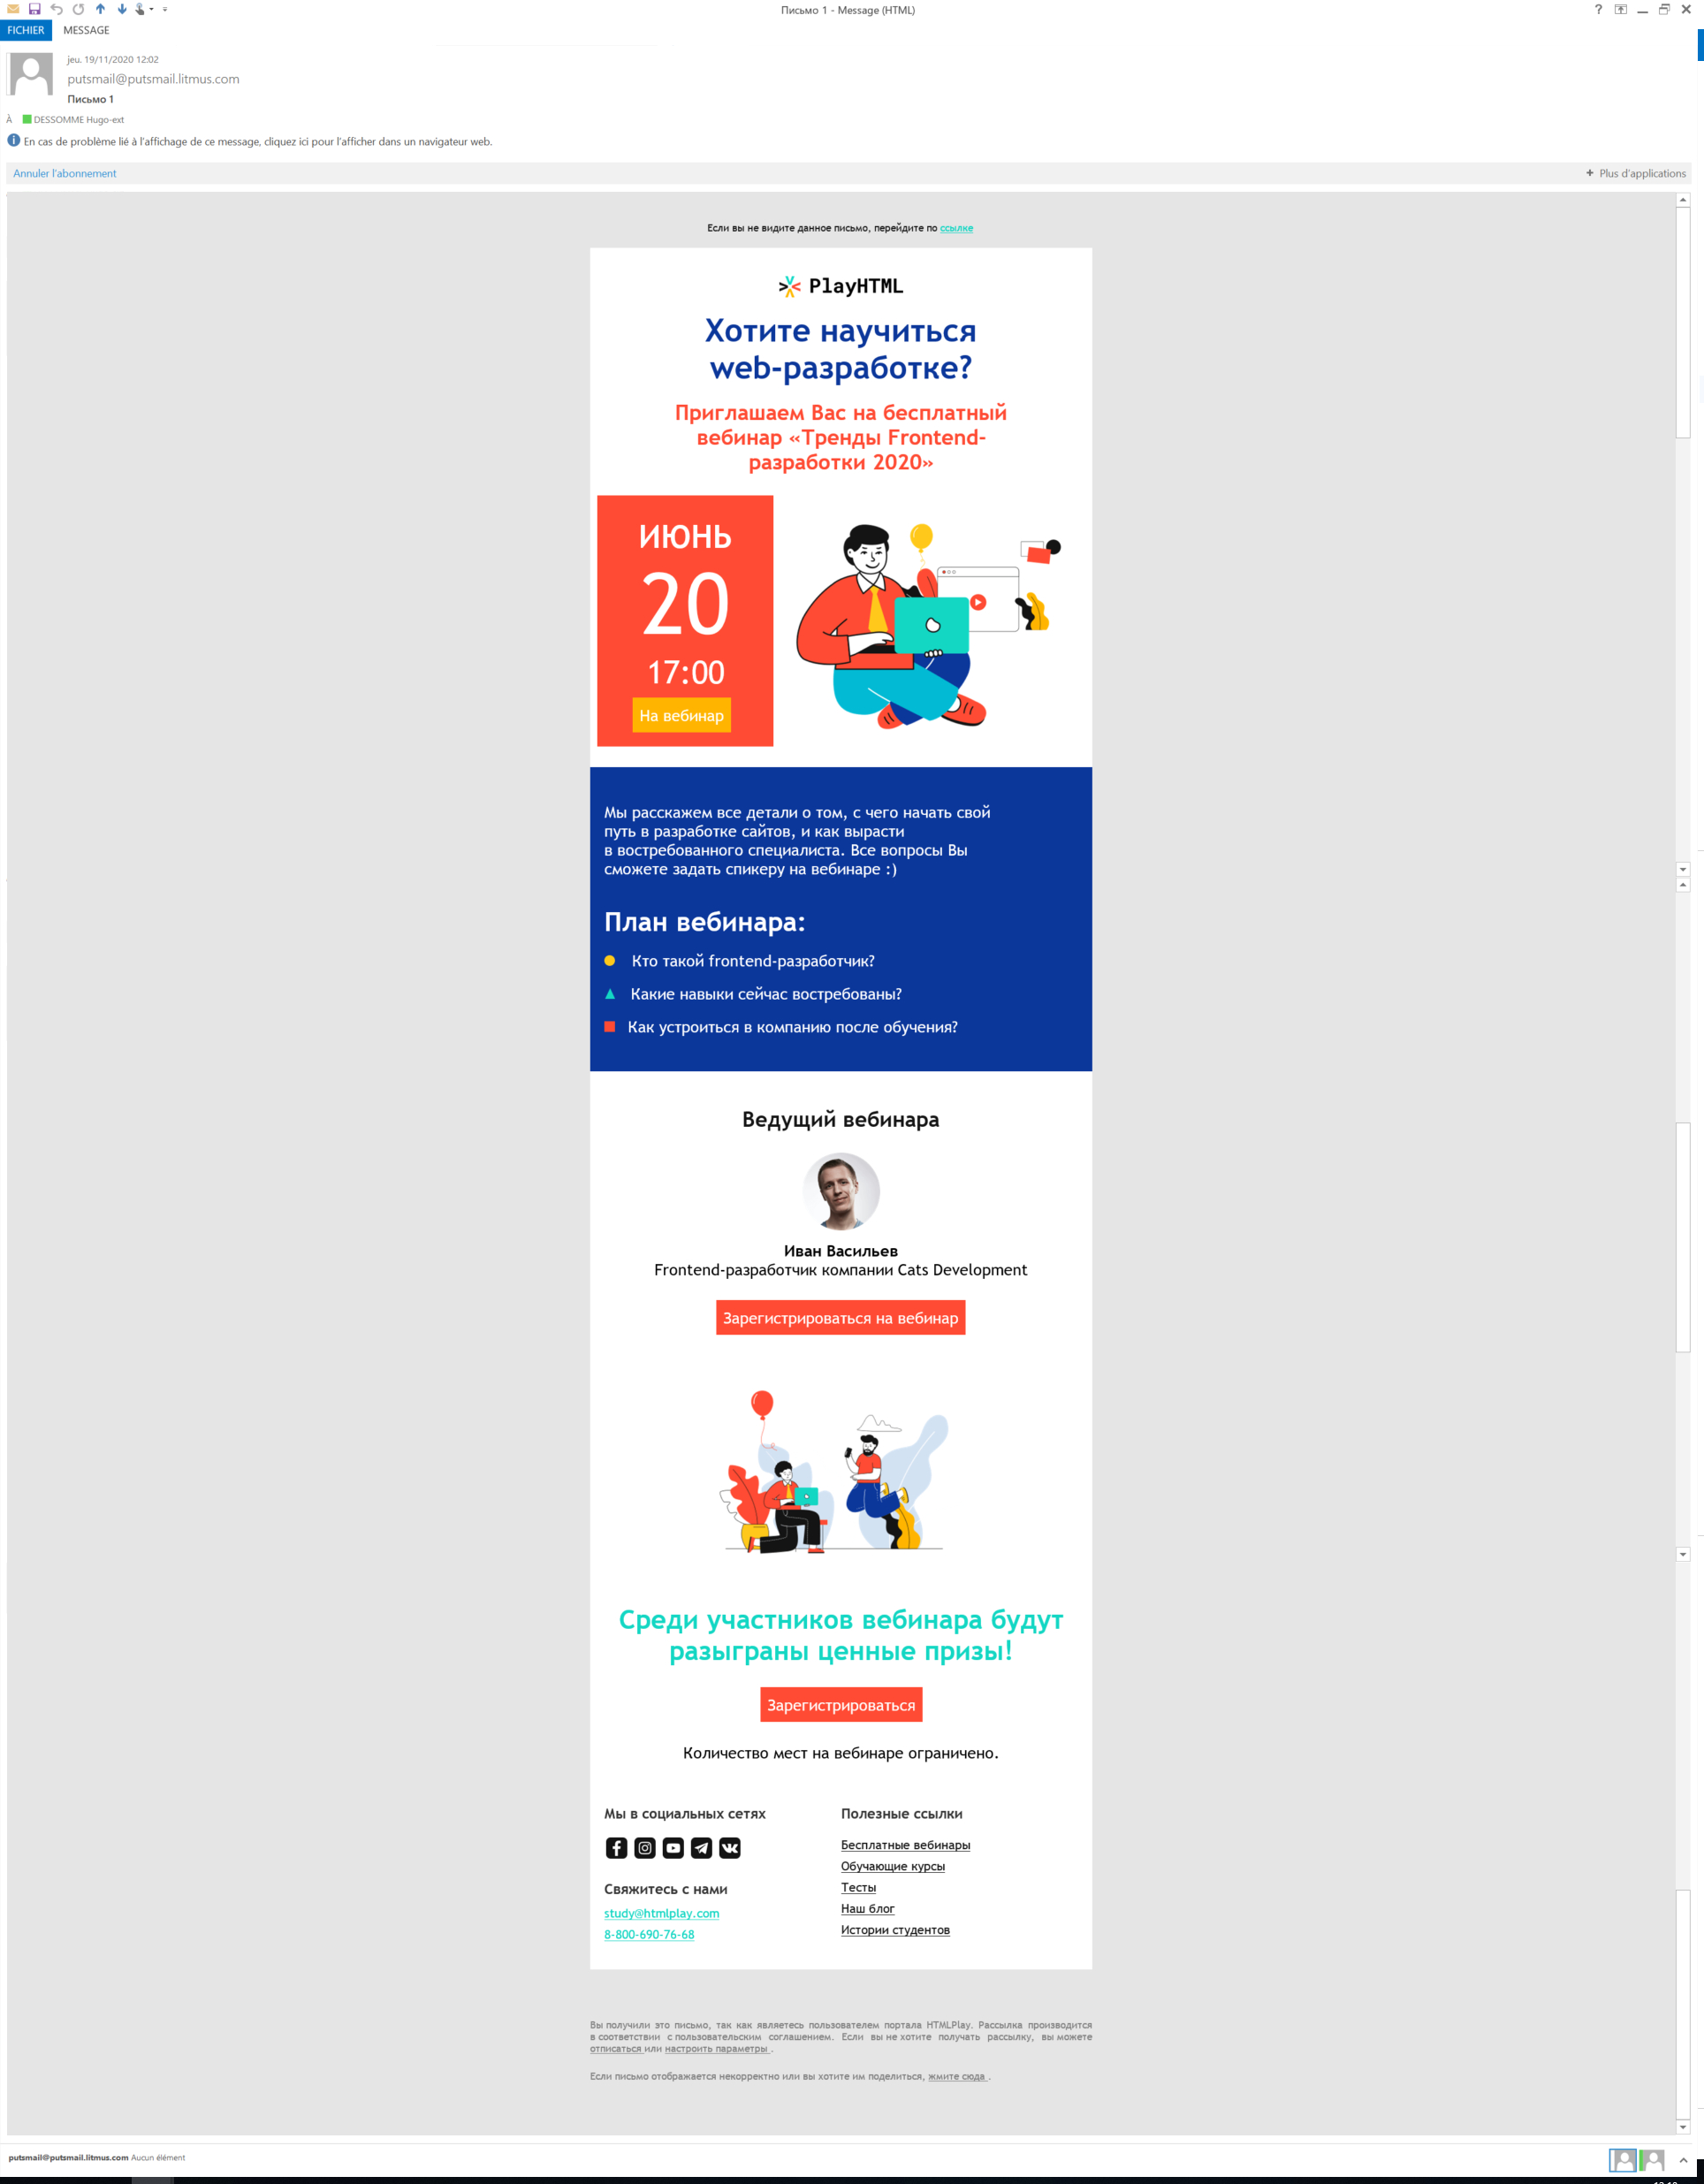 Письмо 1 - Message (HTML)
FICHIER MESSAGE
jeu. 19/11/2020 12:02
putsmail@putsmail.litmus.com
Письмо 1
À DESSOMME Hugo-ext
En cas de problème lié à l'affichage de ce message, cliquez ici pour l'afficher dans un navigateur web.
Annuler l'abonnement
+ Plus d'applications
Если вы не видите данное письмо, перейдите по ссылке
PlayHTML
Хотите научиться
web-разработке?
Приглашаем Вас на бесплатный
вебинар «Тренды Frontend-
разработки 2020»
ИЮНЬ
20
17:00
На вебинар
Мы расскажем все детали о том, с чего начать свой
путь в разработке сайтов, и как вырасти
в востребованного специалиста. Все вопросы Вы
сможете задать спикеру на вебинаре :)
План вебинара:
Кто такой frontend-разработчик?
Какие навыки сейчас востребованы?
Как устроиться в компанию после обучения?
Ведущий вебинара
Иван Васильев
Frontend-разработчик компании Cats Development
Зарегистрироваться на вебинар
Среди участников вебинара будут
разыграны ценные призы!
Зарегистрироваться
Количество мест на вебинаре ограничено.
Мы в социальных сетях
Свяжитесь с нами
study@htmlplay.com
8-800-690-76-68
Полезные ссылки
Бесплатные вебинары
Обучающие курсы
Тесты
Наш блог
Истории студентов
Вы получили это письмо, так как являетесь пользователем портала HTMLPlay. Рассылка производится
в соответствии с пользовательским соглашением. Если вы не хотите получать рассылку, вы можете
отписаться или настроить параметры .
Если письмо отображается некорректно или вы хотите им поделиться, жмите сюда .
putsmail@putsmail.litmus.com Aucun élément